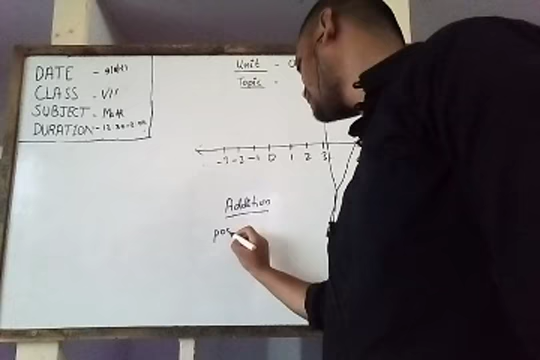 DATE -
CLASS - VII
SUBJECT - Math
DURATION - 12:30-
Unit -
Topic -
-3 -2 -1 0 1 2 3
Addition
pos